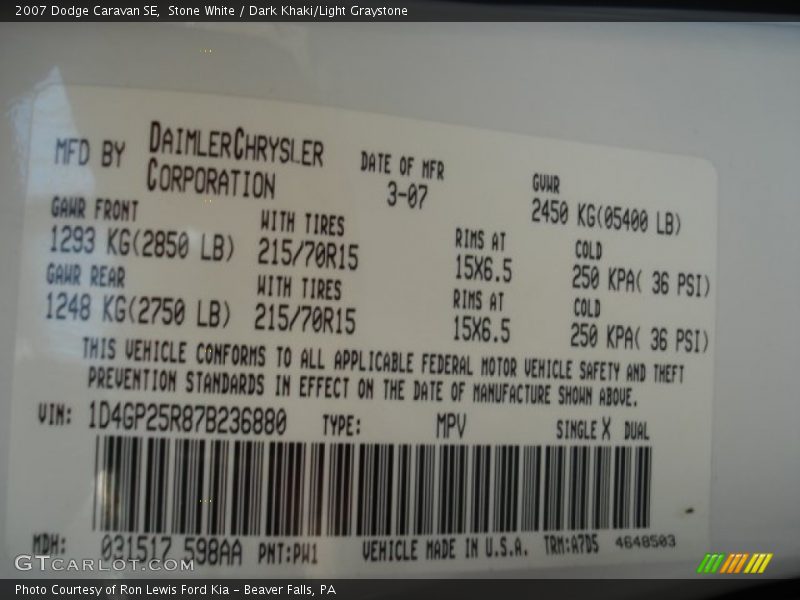 2007 Dodge Caravan SE,  Stone White / Dark Khaki/Light Graystone
MFD BY DAIMLERCHRYSLER CORPORATION
DATE OF MFR 3-07
GVWR 2450 KG(05400 LB)
GAWR FRONT WITH TIRES RIMS AT COLD
1293 KG(2850 LB) 215/70R15 15X6.5 250 KPA( 36 PSI)
GAWR REAR WITH TIRES RIMS AT COLD
1248 KG(2750 LB) 215/70R15 15X6.5 250 KPA( 36 PSI)
THIS VEHICLE CONFORMS TO ALL APPLICABLE FEDERAL MOTOR VEHICLE SAFETY AND THEFT
PREVENTION STANDARDS IN EFFECT ON THE DATE OF MANUFACTURE SHOWN ABOVE.
VIN: 1D4GP25R87B236880 TYPE: MPV SINGLE X DUAL
MDH: 031517 598AA PNT:PW1 VEHICLE MADE IN U.S.A. TRM:A7D5 4648503
GTCARLOT.COM
Photo Courtesy of Ron Lewis Ford Kia – Beaver Falls, PA